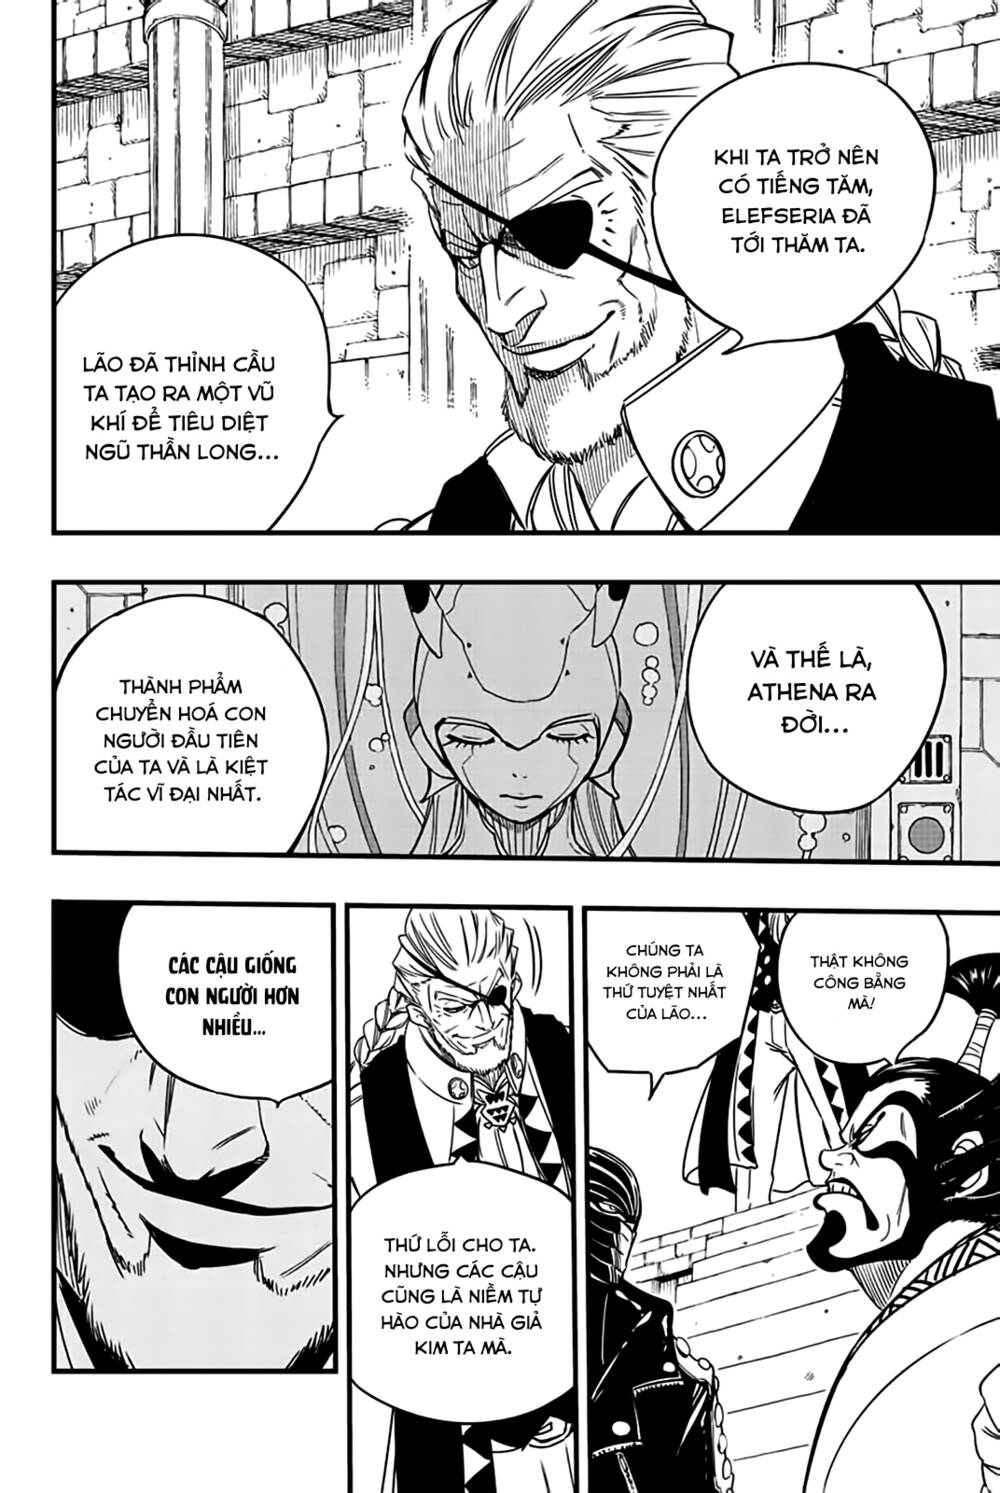 KHI TA TRỞ NÊN
CÓ TIẾNG TĂM,
ELEFSERIA ĐÃ
TỚI THĂM TA.
LÃO ĐÃ THỈNH CẦU
TA TẠO RA MỘT VŨ
KHÍ ĐỂ TIÊU DIỆT
NGŨ THẦN LONG...
VÀ THẾ LÀ,
ATHENA RA
ĐỜI...
THÀNH PHẨM
CHUYỂN HOÁ CON
NGƯỜI ĐẦU TIÊN
CỦA TA VÀ LÀ KIỆT
TÁC VĨ ĐẠI NHẤT.
THẬT KHÔNG
CÔNG BẰNG
MÀ!
CHÚNG TA
KHÔNG PHẢI LÀ
THỨ TUYỆT NHẤT
CỦA LÃO...
THỨ LỖI CHO TA.
NHƯNG CÁC CẬU
CŨNG LÀ NIỀM TỰ
HÀO CỦA NHÀ GIẢ
KIM TA MÀ.
CÁC CẬU GIỐNG
CON NGƯỜI HƠN
NHIỀU...